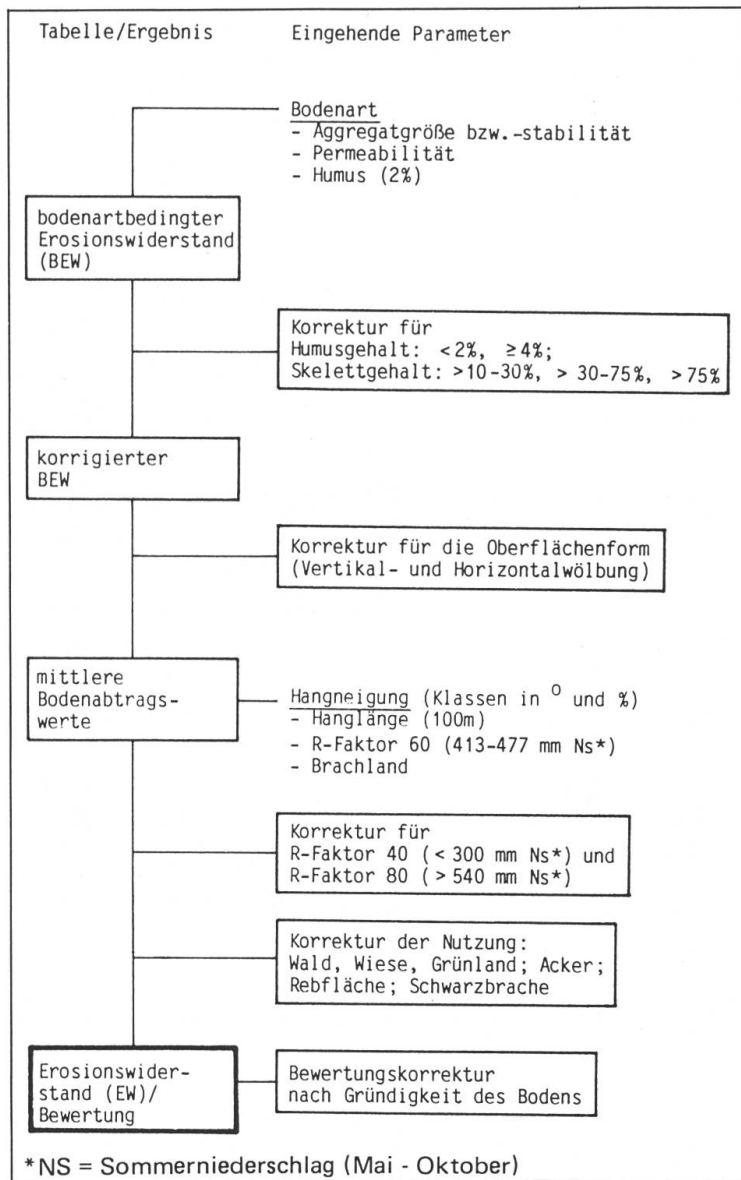 Tabelle/Ergebnis Eingehende Parameter
Bodenart
- Aggregatgröße bzw.-stabilität
- Permeabilität
- Humus (2%)
bodenartbedingter
Erosionswiderstand
(BEW)
Korrektur für
Humusgehalt: <2%, ≥4%;
Skelettgehalt: >10-30%, > 30-75%, >75%
korrigierter
BEW
Korrektur für die Oberflächenform
(Vertikal- und Horizontalwölbung)
mittlere
Bodenabtrags-
werte
Hangneigung (Klassen in ° und %)
- Hanglänge (100m)
- R-Faktor 60 (413-477 mm Ns*)
- Brachland
Korrektur für
R-Faktor 40 (< 300 mm Ns*) und
R-Faktor 80 (> 540 mm Ns*)
Korrektur der Nutzung:
Wald, Wiese, Grünland; Acker;
Rebfläche; Schwarzbrache
Erosionswider-
stand (EW)/
Bewertung
Bewertungskorrektur
nach Gründigkeit des Bodens
*NS = Sommerniederschlag (Mai - Oktober)